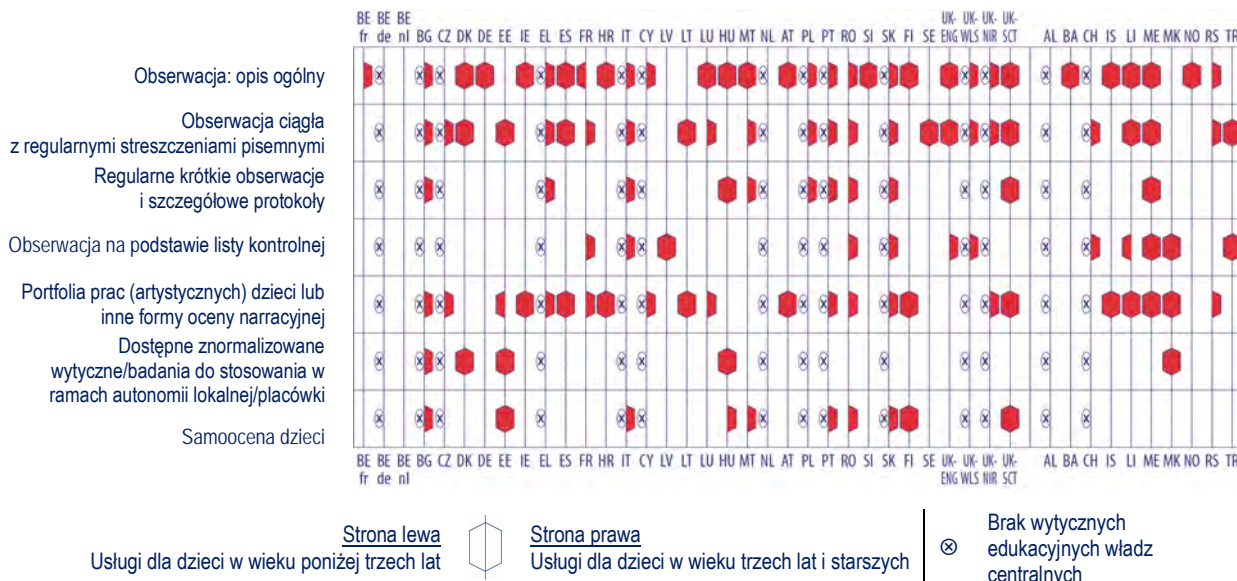 BE BE BE BG CZ DK DE EE IE EL ES FR HR IT CY LV LT LU HU MT NL AT PL PT RO SI SK FI SE UK- UK- UK- UK- AL BA CH IS LI ME MK NO RS TR
fr de nl ENG WLS NIR SCT
Obserwacja: opis ogólny
Obserwacja ciągła
z regularnymi streszczeniami pisemnymi
Regularne krótkie obserwacje
i szczegółowe protokoły
Obserwacja na podstawie listy kontrolnej
Portfolia prac (artystycznych) dzieci lub
inne formy oceny narracyjnej
Dostępne znormalizowane
wytyczne/badania do stosowania w
ramach autonomii lokalnej/placówki
Samoocena dzieci
BE BE BE BG CZ DK DE EE IE EL ES FR HR IT CY LV LT LU HU MT NL AT PL PT RO SI SK FI SE UK- UK- UK- UK- AL BA CH IS LI ME MK NO RS TR
fr de nl ENG WLS NIR SCT
Strona lewa
Usługi dla dzieci w wieku poniżej trzech lat
Strona prawa
Usługi dla dzieci w wieku trzech lat i starszych
Brak wytycznych
edukacyjnych władz
centralnych